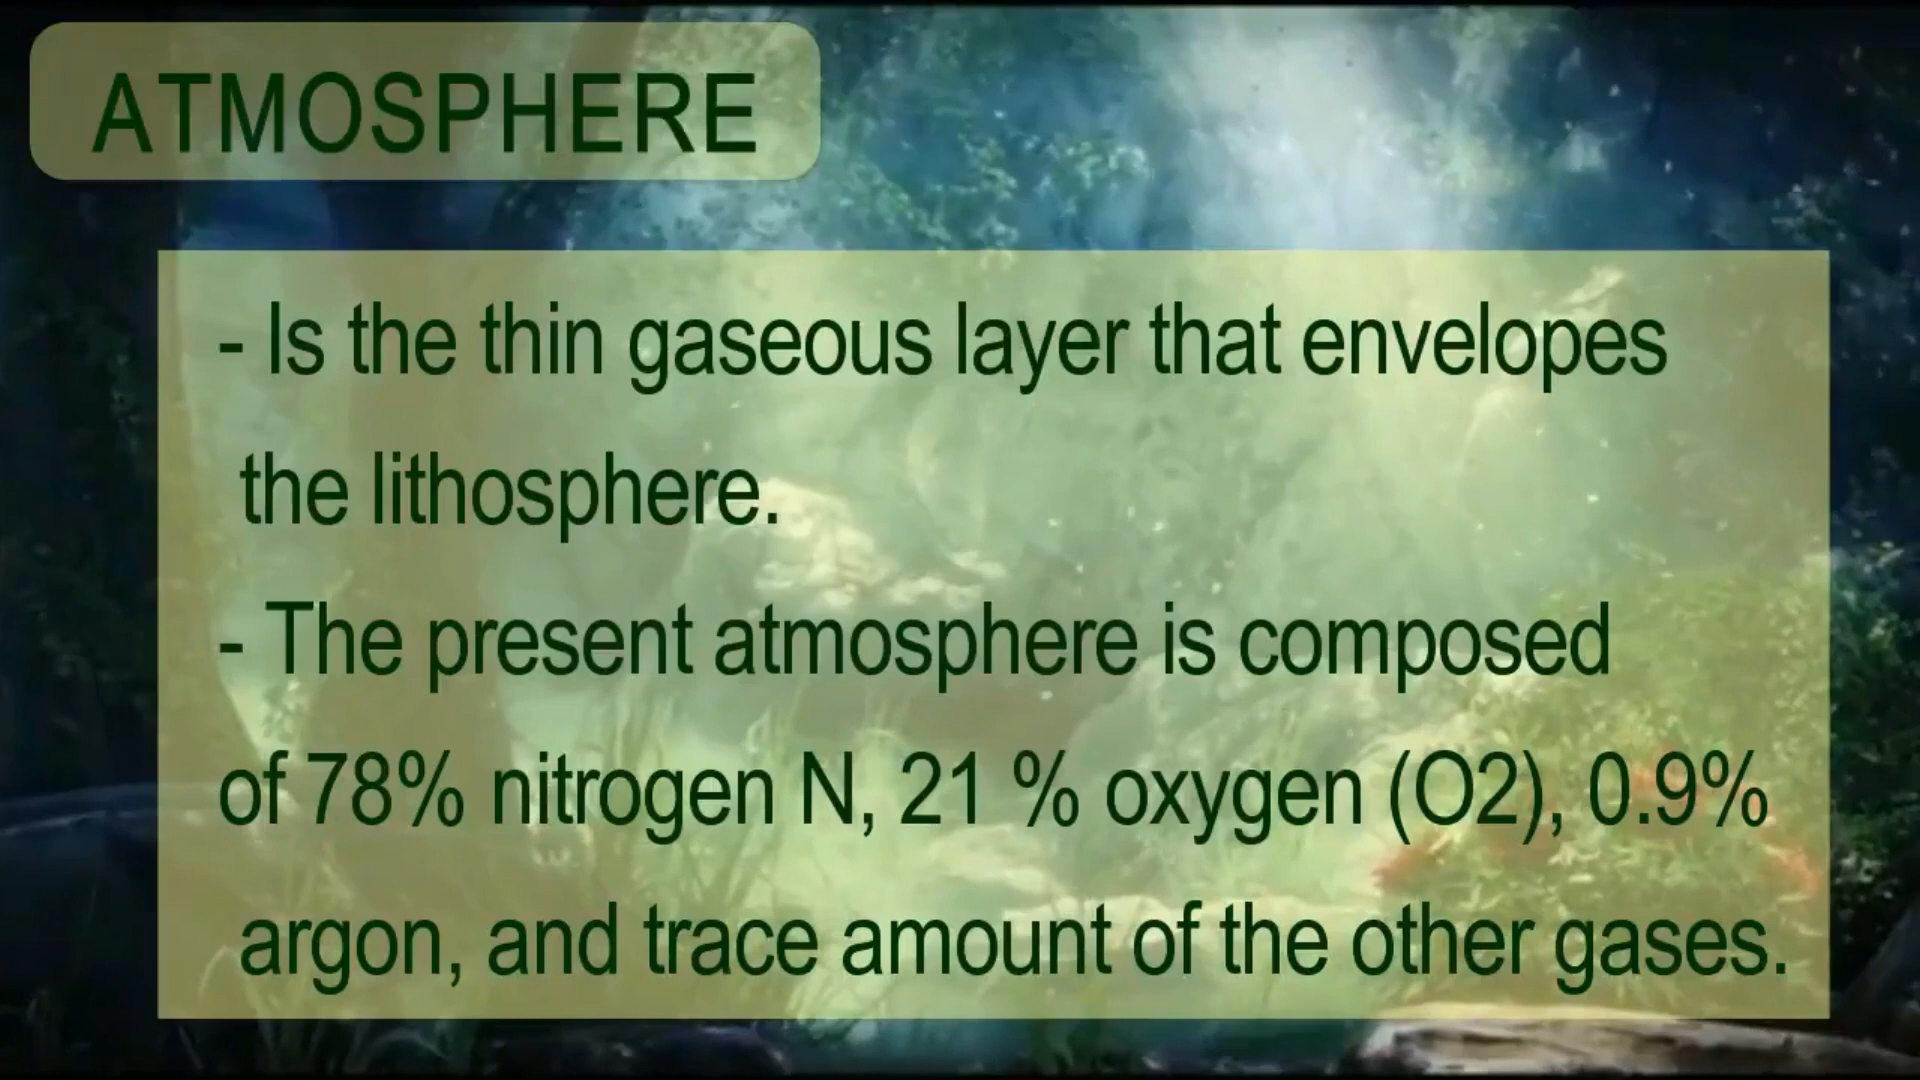 ATMOSPHERE
- Is the thin gaseous layer that envelopes
the lithosphere.
- The present atmosphere is composed
of 78% nitrogen N, 21 % oxygen (O2), 0.9%
argon, and trace amount of the other gases.